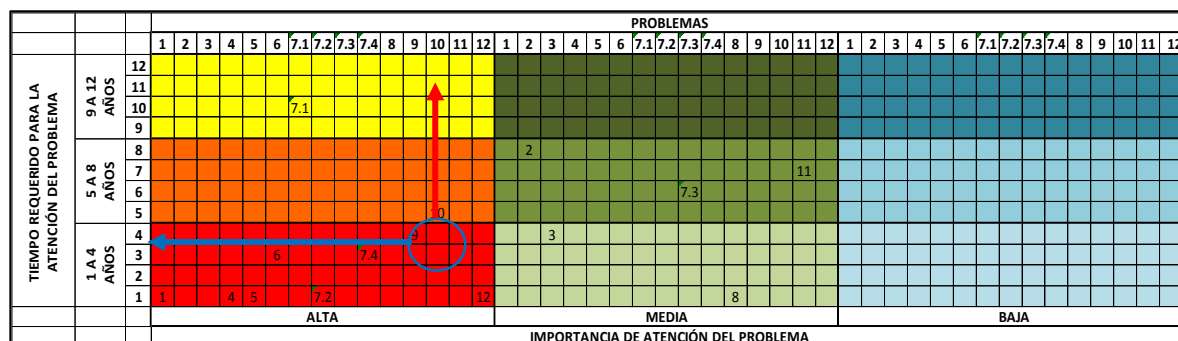 PROBLEMAS
1 2 3 4 5 6 7.1 7.2 7.3 7.4 8 9 10 11 12 1 2 3 4 5 6 7.1 7.2 7.3 7.4 8 9 10 11 12 1 2 3 4 5 6 7.1 7.2 7.3 7.4 8 9 10 11 12
TIEMPO REQUERIDO PARA LA
ATENCIÓN DEL PROBLEMA
9 A 12
AÑOS
12
11
10 7.1
9
5 A 8
AÑOS
8 2
7 11
6 7.3
5 10
1 A 4
AÑOS
4 9 3
3 6 7.4
2
1 1 4 5 7.2 12 8
ALTA MEDIA BAJA
IMPORTANCIA DE ATENCIÓN DEL PROBLEMA